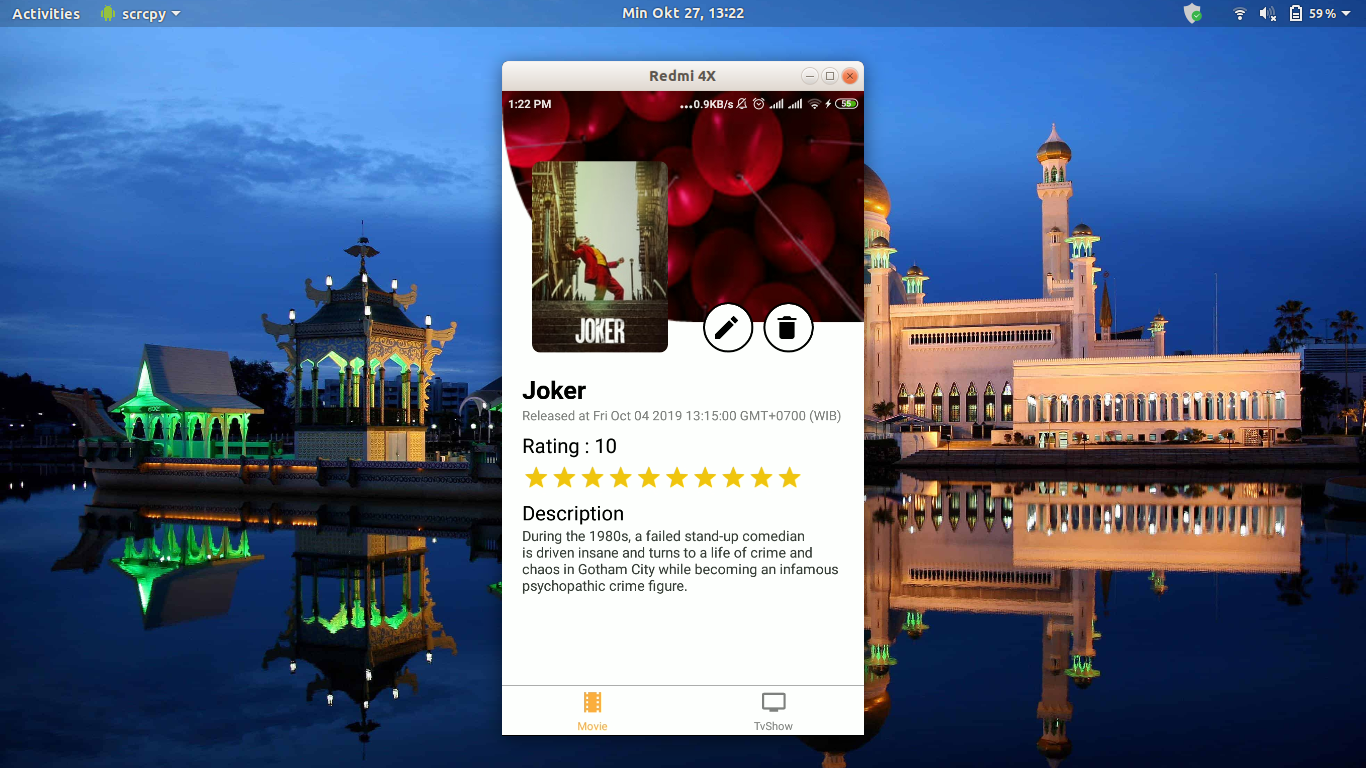 Activities scrcpy Min Okt 27, 13:22 59%
Redmi 4X
1:22 PM ...0.9KB/s 55
JOKER
Joker
Released at Fri Oct 04 2019 13:15:00 GMT+0700 (WIB)
Rating : 10
Description
During the 1980s, a failed stand-up comedian
is driven insane and turns to a life of crime and
chaos in Gotham City while becoming an infamous
psychopathic crime figure.
Movie TvShow